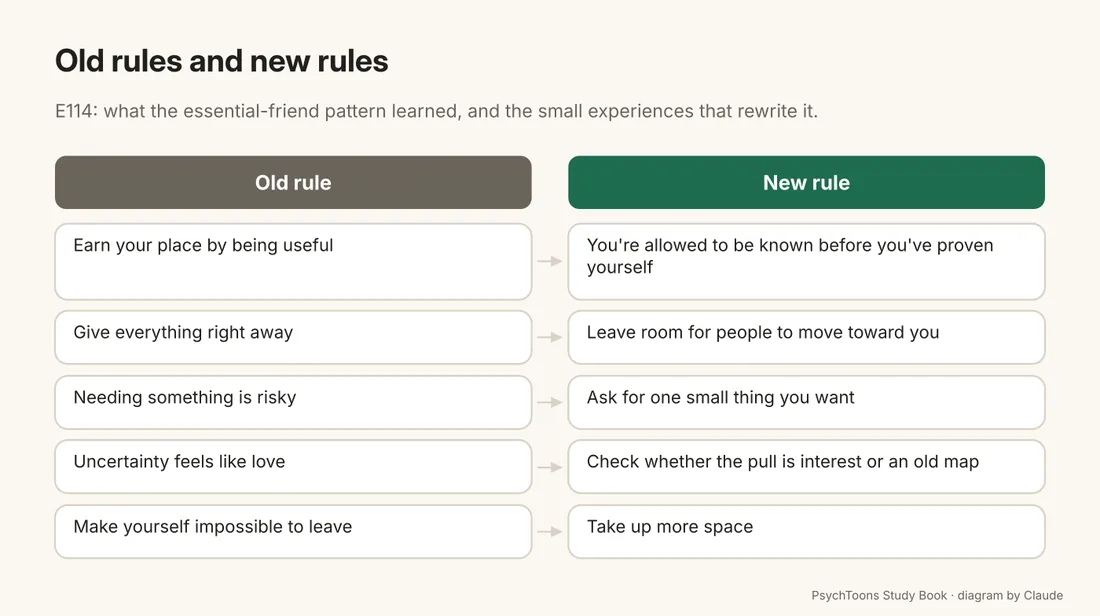 Old rules and new rules
E114: what the essential-friend pattern learned, and the small experiences that rewrite it.
Old rule
New rule
Earn your place by being useful
You're allowed to be known before you've proven
yourself
Give everything right away
Leave room for people to move toward you
Needing something is risky
Ask for one small thing you want
Uncertainty feels like love
Check whether the pull is interest or an old map
Make yourself impossible to leave
Take up more space
PsychToons Study Book · diagram by Claude